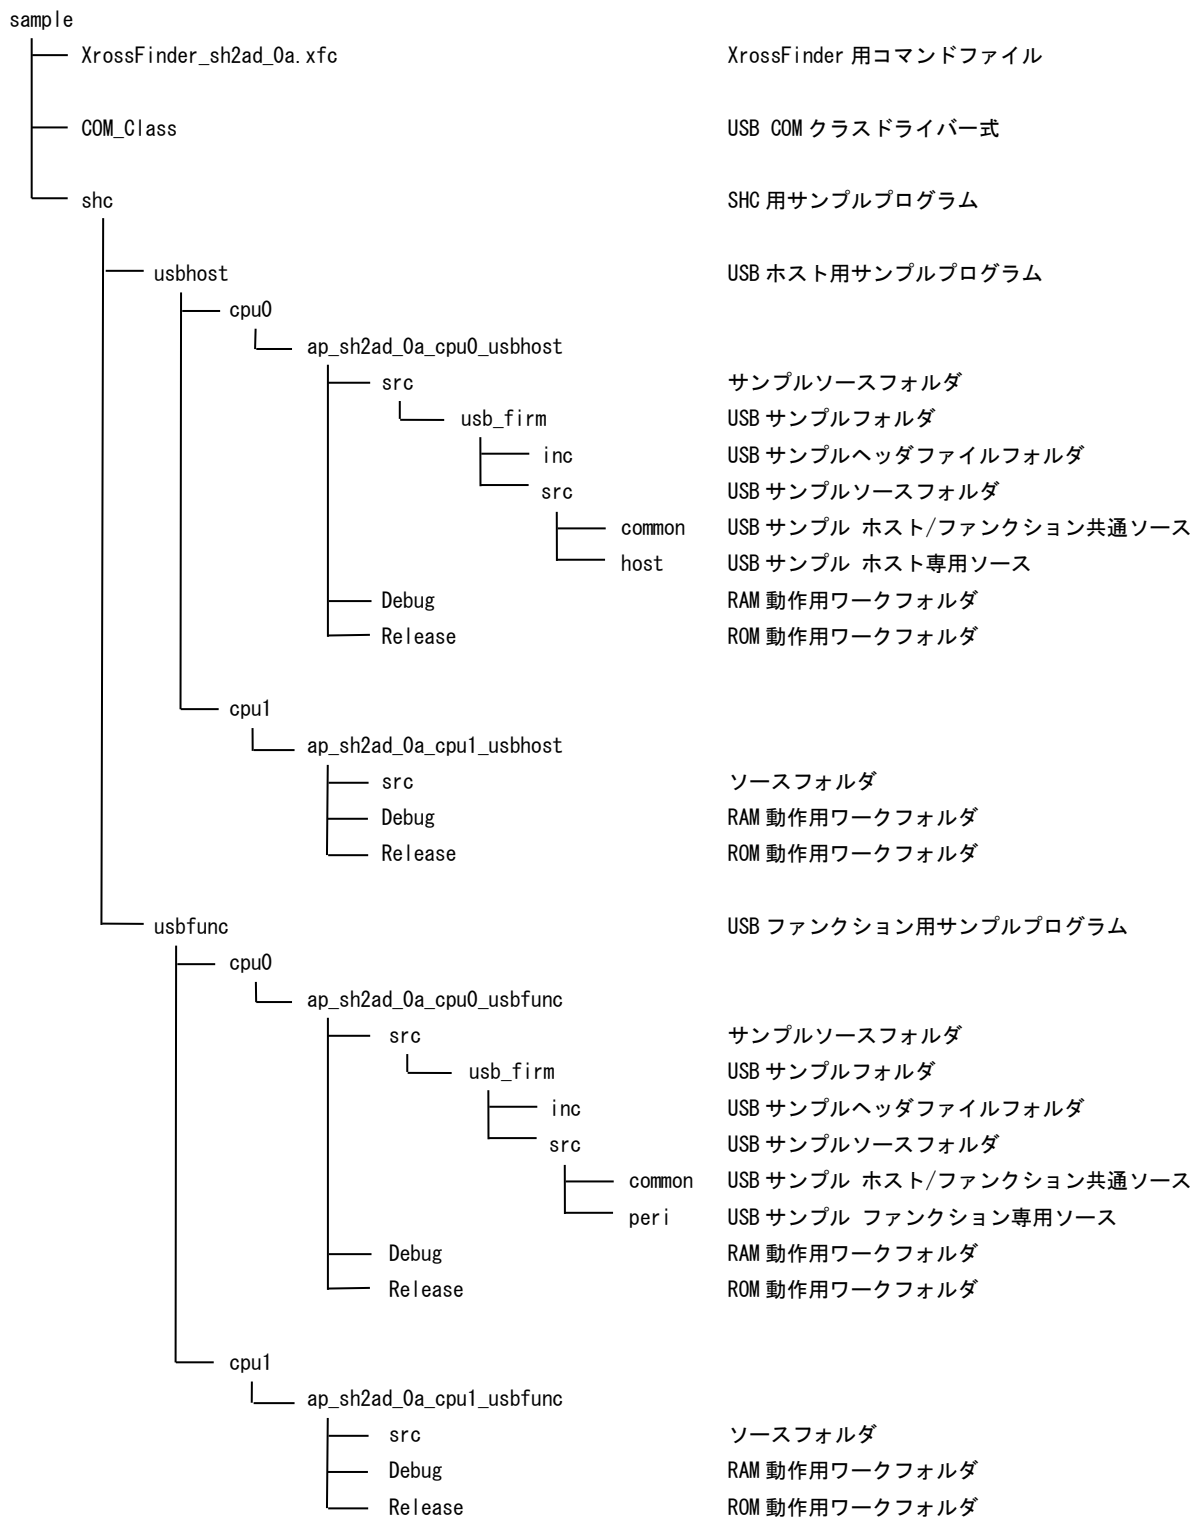 sample
XrossFinder_sh2ad_0a.xfc XrossFinder 用コマンドファイル
COM_Class USB COM クラスドライバー式
shc SHC 用サンプルプログラム
usbhost USB ホスト用サンプルプログラム
cpu0
ap_sh2ad_0a_cpu0_usbhost
src サンプルソースフォルダ
usb_firm USB サンプルフォルダ
inc USB サンプルヘッダファイルフォルダ
src USB サンプルソースフォルダ
common USB サンプル ホスト/ファンクション共通ソース
host USB サンプル ホスト専用ソース
Debug RAM 動作用ワークフォルダ
Release ROM 動作用ワークフォルダ
cpu1
ap_sh2ad_0a_cpu1_usbhost
src ソースフォルダ
Debug RAM 動作用ワークフォルダ
Release ROM 動作用ワークフォルダ
usbfunc USB ファンクション用サンプルプログラム
cpu0
ap_sh2ad_0a_cpu0_usbfunc
src サンプルソースフォルダ
usb_firm USB サンプルフォルダ
inc USB サンプルヘッダファイルフォルダ
src USB サンプルソースフォルダ
common USB サンプル ホスト/ファンクション共通ソース
peri USB サンプル ファンクション専用ソース
Debug RAM 動作用ワークフォルダ
Release ROM 動作用ワークフォルダ
cpu1
ap_sh2ad_0a_cpu1_usbfunc
src ソースフォルダ
Debug RAM 動作用ワークフォルダ
Release ROM 動作用ワークフォルダ